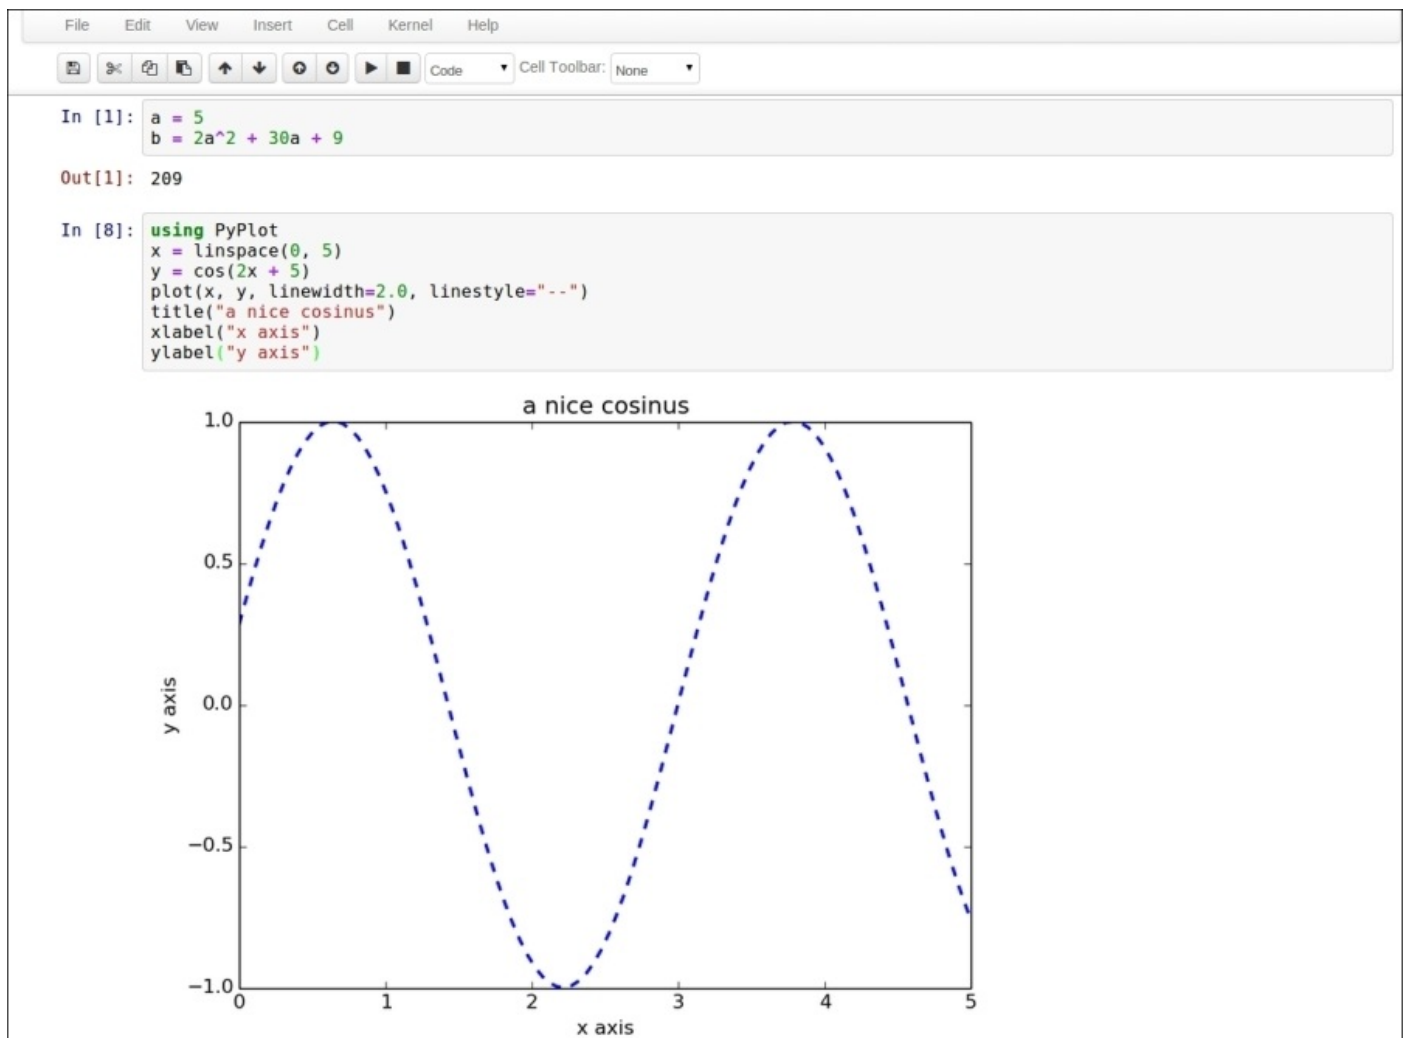 File Edit View Insert Cell Kernel Help
Code Cell Toolbar: None
In [1]: a = 5
b = 2a^2 + 30a + 9
Out[1]: 209
In [8]: using PyPlot
x = linspace(0, 5)
y = cos(2x + 5)
plot(x, y, linewidth=2.0, linestyle="--")
title("a nice cosinus")
xlabel("x axis")
ylabel("y axis")
a nice cosinus
1.0
0.5
0.0
−0.5
−1.0
y axis
0 1 2 3 4 5
x axis